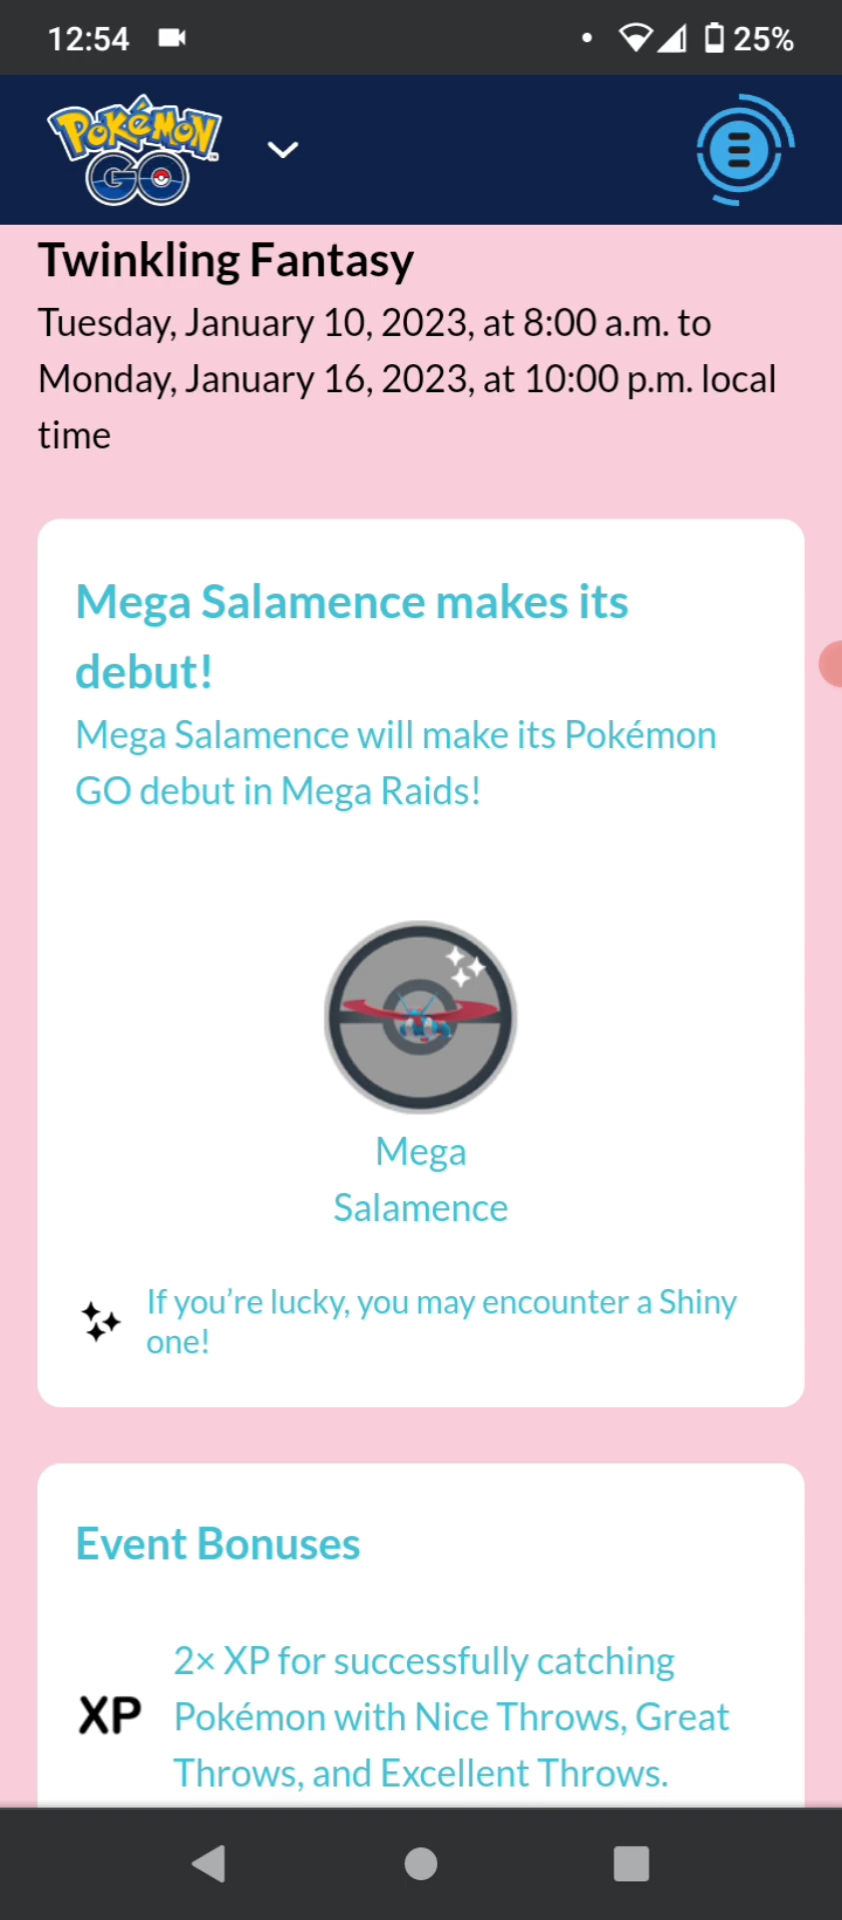 12:54
25%
POKÉMON
GO
Twinkling Fantasy
Tuesday, January 10, 2023, at 8:00 a.m. to
Monday, January 16, 2023, at 10:00 p.m. local
time
Mega Salamence makes its
debut!
Mega Salamence will make its Pokémon
GO debut in Mega Raids!
Mega
Salamence
If you’re lucky, you may encounter a Shiny
one!
Event Bonuses
XP
2× XP for successfully catching
Pokémon with Nice Throws, Great
Throws, and Excellent Throws.